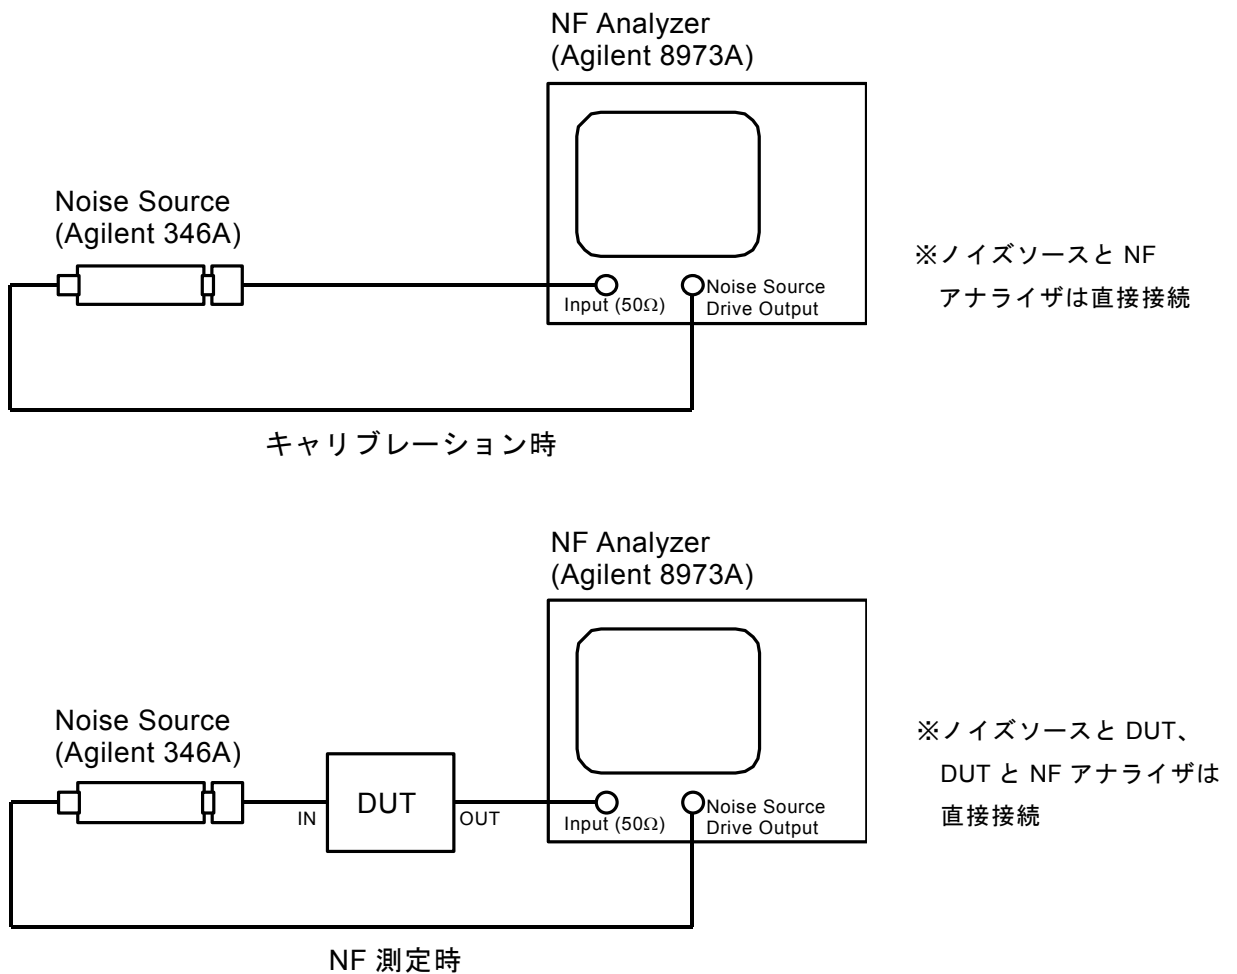 NF Analyzer
(Agilent 8973A)
Noise Source
(Agilent 346A)
Input (50Ω)
Noise Source
Drive Output
※ノイズソースと NF
アナライザは直接接続
キャリブレーション時
NF Analyzer
(Agilent 8973A)
Noise Source
(Agilent 346A)
IN
DUT
OUT
Input (50Ω)
Noise Source
Drive Output
※ノイズソースと DUT、
DUT と NF アナライザは
直接接続
NF 測定時